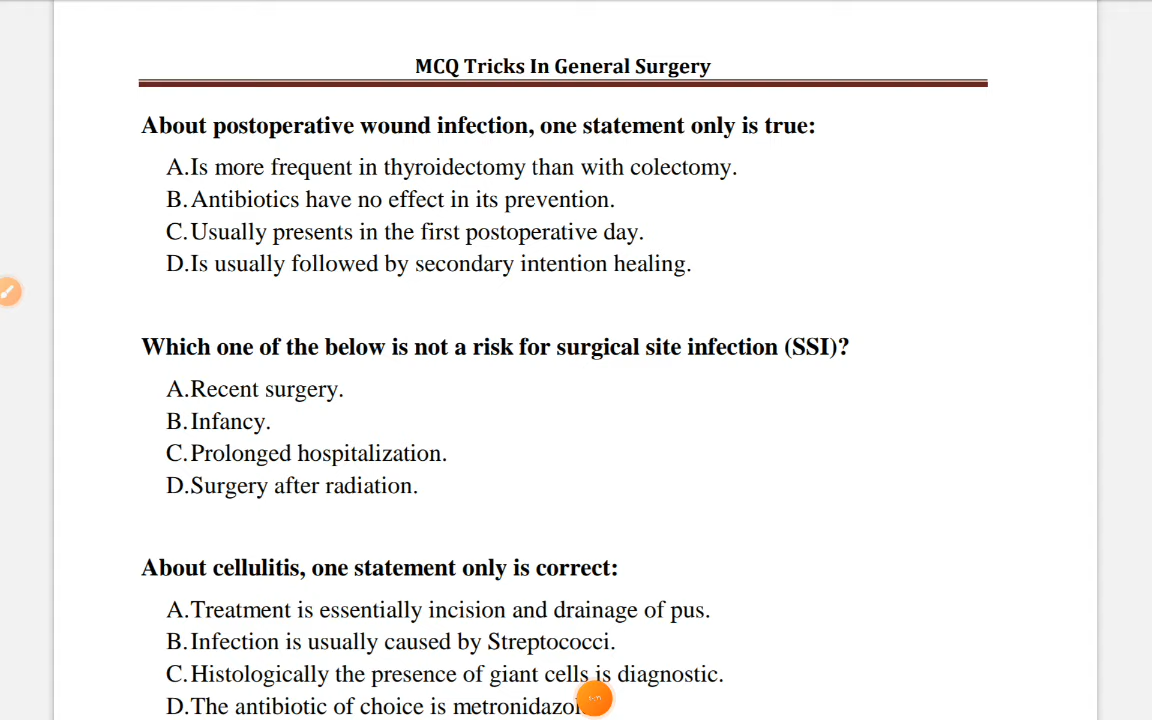 MCQ Tricks In General Surgery
About postoperative wound infection, one statement only is true:
A.Is more frequent in thyroidectomy than with colectomy.
B.Antibiotics have no effect in its prevention.
C.Usually presents in the first postoperative day.
D.Is usually followed by secondary intention healing.
Which one of the below is not a risk for surgical site infection (SSI)?
A.Recent surgery.
B.Infancy.
C.Prolonged hospitalization.
D.Surgery after radiation.
About cellulitis, one statement only is correct:
A.Treatment is essentially incision and drainage of pus.
B.Infection is usually caused by Streptococci.
C.Histologically the presence of giant cells is diagnostic.
D.The antibiotic of choice is